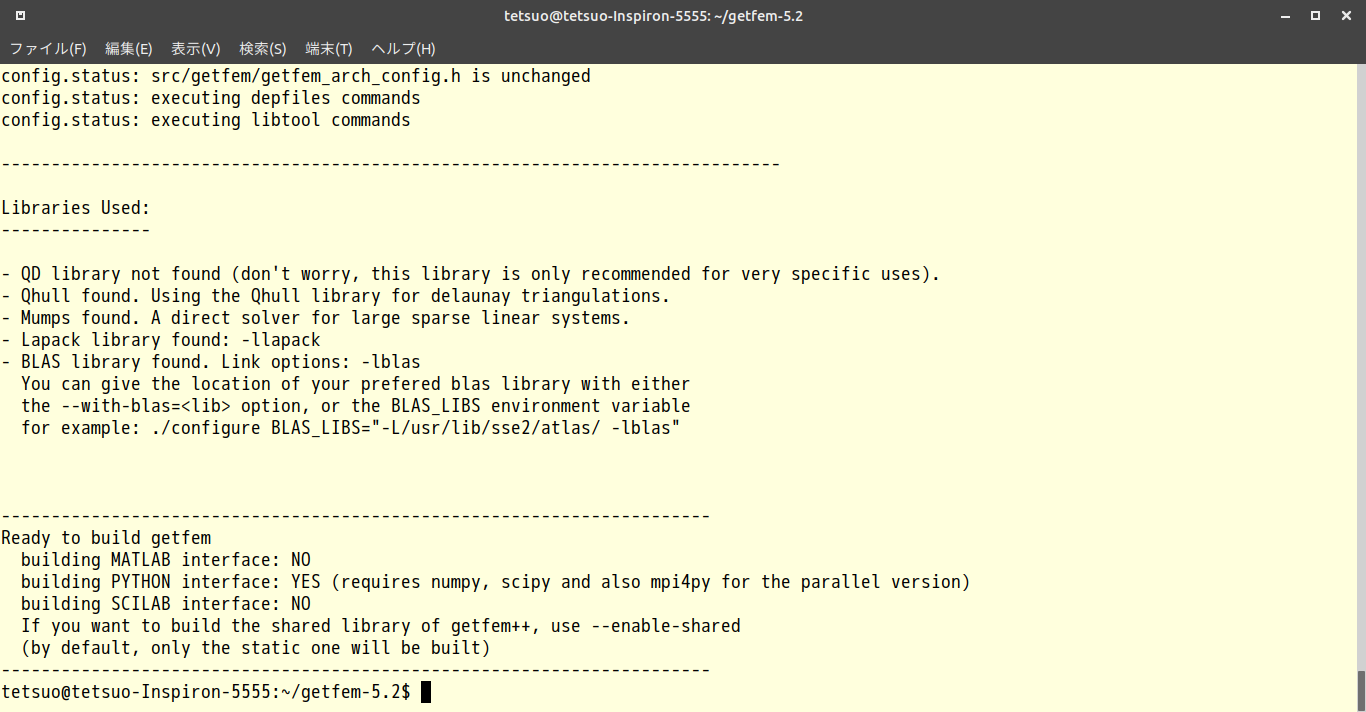 tetsuo@tetsuo-Inspiron-5555: ~/getfem-5.2
ファイル(F) 編集(E) 表示(V) 検索(S) 端末(T) ヘルプ(H)
config.status: src/getfem/getfem_arch_config.h is unchanged
config.status: executing depfiles commands
config.status: executing libtool commands
------------------------------------------------------------------------------
Libraries Used:
---------------
- QD library not found (don't worry, this library is only recommended for very specific uses).
- Qhull found. Using the Qhull library for delaunay triangulations.
- Mumps found. A direct solver for large sparse linear systems.
- Lapack library found: -llapack
- BLAS library found. Link options: -lblas
  You can give the location of your prefered blas library with either
  the --with-blas=<lib> option, or the BLAS_LIBS environment variable
  for example: ./configure BLAS_LIBS="-L/usr/lib/sse2/atlas/ -lblas"
-----------------------------------------------------------------------
Ready to build getfem
  building MATLAB interface: NO
  building PYTHON interface: YES (requires numpy, scipy and also mpi4py for the parallel version)
  building SCILAB interface: NO
  If you want to build the shared library of getfem++, use --enable-shared
  (by default, only the static one will be built)
-----------------------------------------------------------------------
tetsuo@tetsuo-Inspiron-5555:~/getfem-5.2$